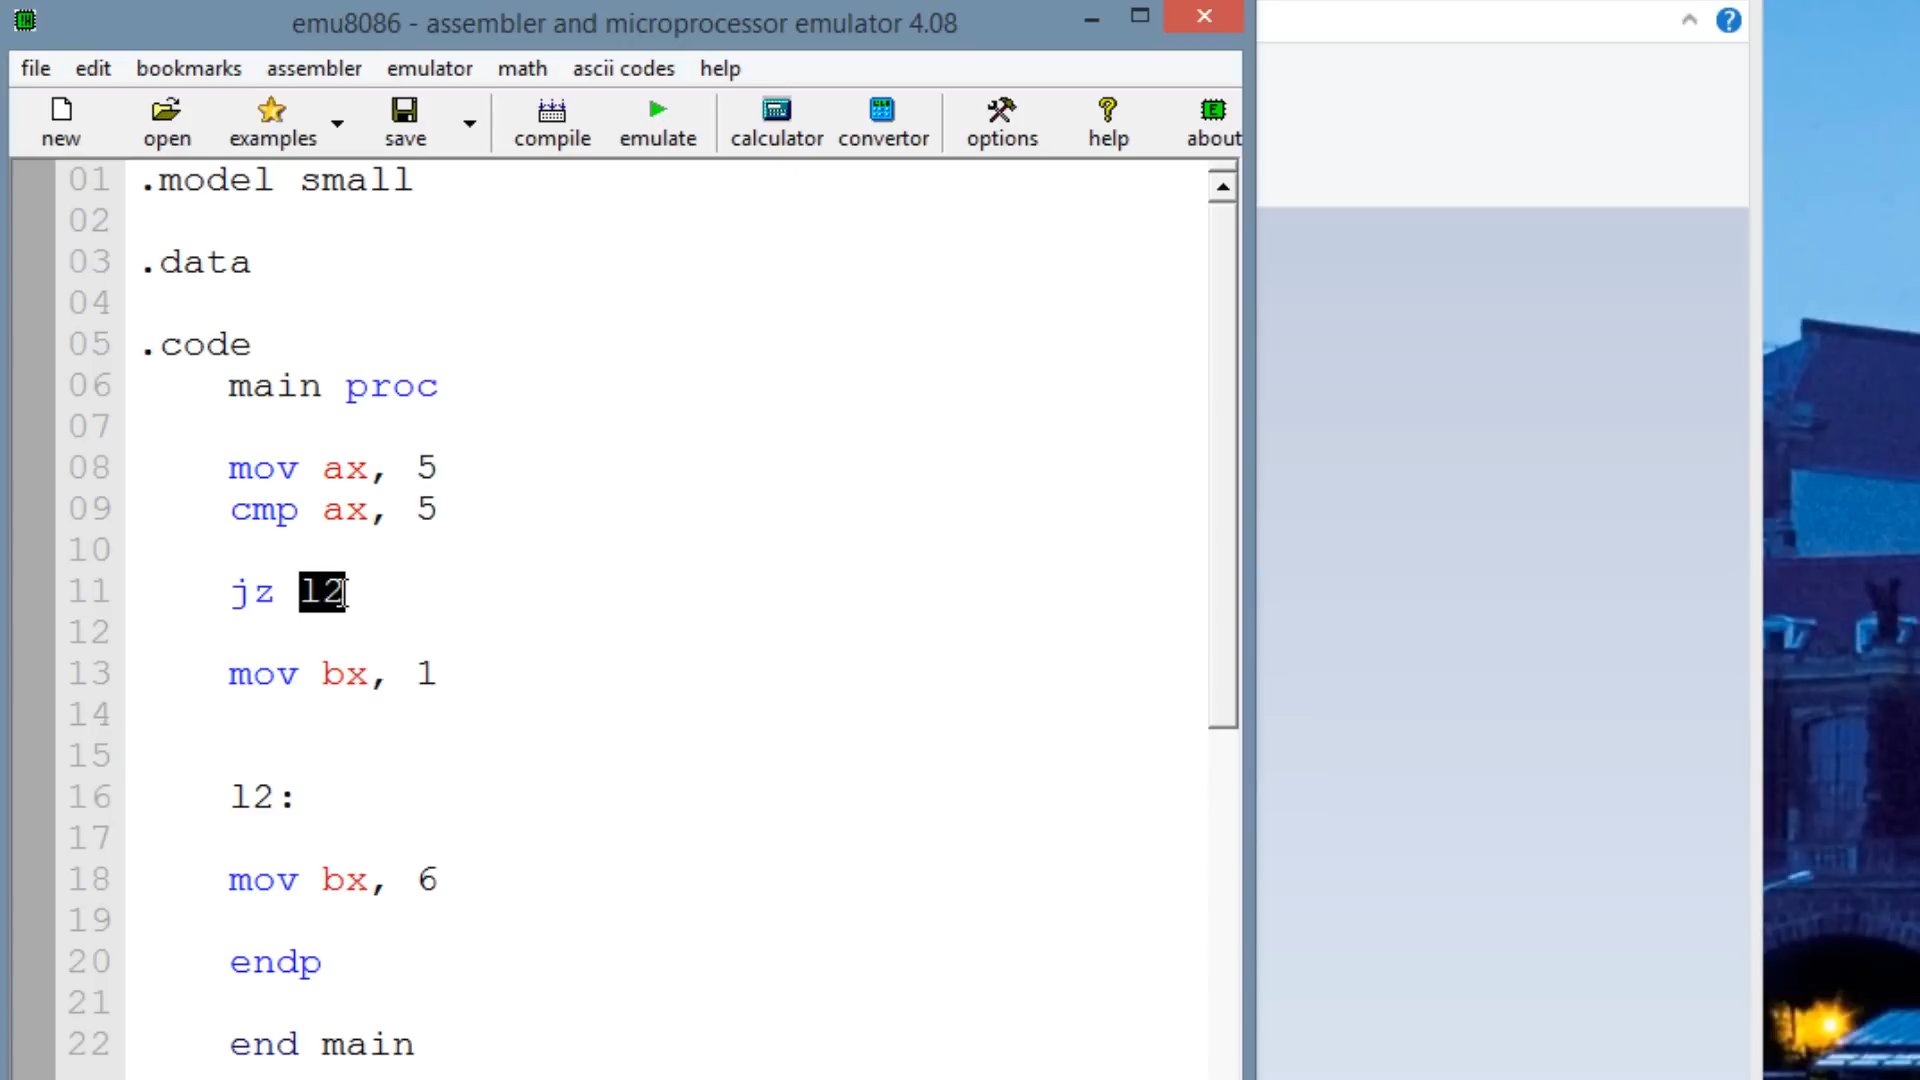 emu8086 - assembler and microprocessor emulator 4.08
file edit bookmarks assembler emulator math ascii codes help
new open examples save compile emulate calculator convertor options help about
01 .model small
02
03 .data
04
05 .code
06 main proc
07
08 mov ax, 5
09 cmp ax, 5
10
11 jz l2
12
13 mov bx, 1
14
15
16 l2:
17
18 mov bx, 6
19
20 endp
21
22 end main